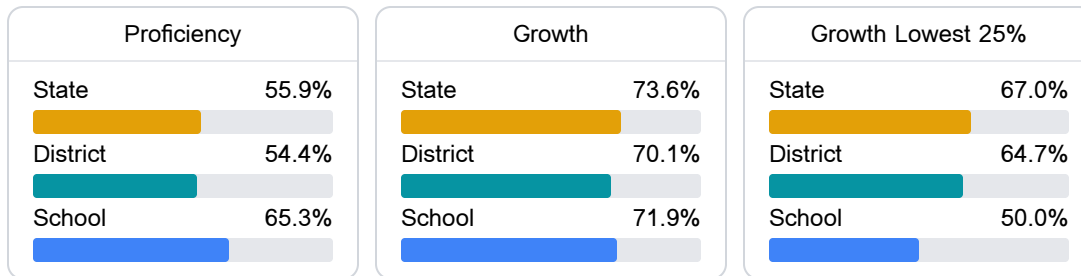 Proficiency
State 55.9%
District 54.4%
School 65.3%
Growth
State 73.6%
District 70.1%
School 71.9%
Growth Lowest 25%
State 67.0%
District 64.7%
School 50.0%